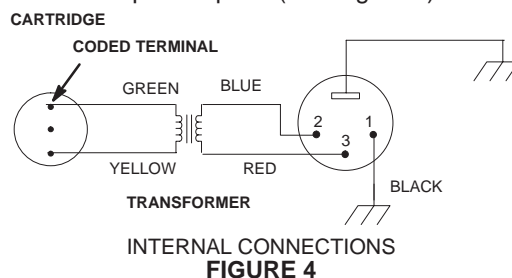 CARTRIDGE
CODED TERMINAL
GREEN
BLUE
2
1
3
YELLOW
RED
BLACK
TRANSFORMER
INTERNAL CONNECTIONS
FIGURE 4